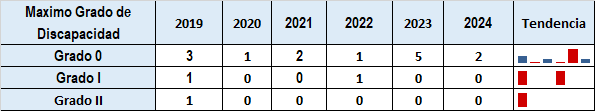 Maximo Grado de Discapacidad 2019 2020 2021 2022 2023 2024 Tendencia
Grado 0 3 1 2 1 5 2
Grado I 1 0 0 1 0 0
Grado II 1 0 0 0 0 0